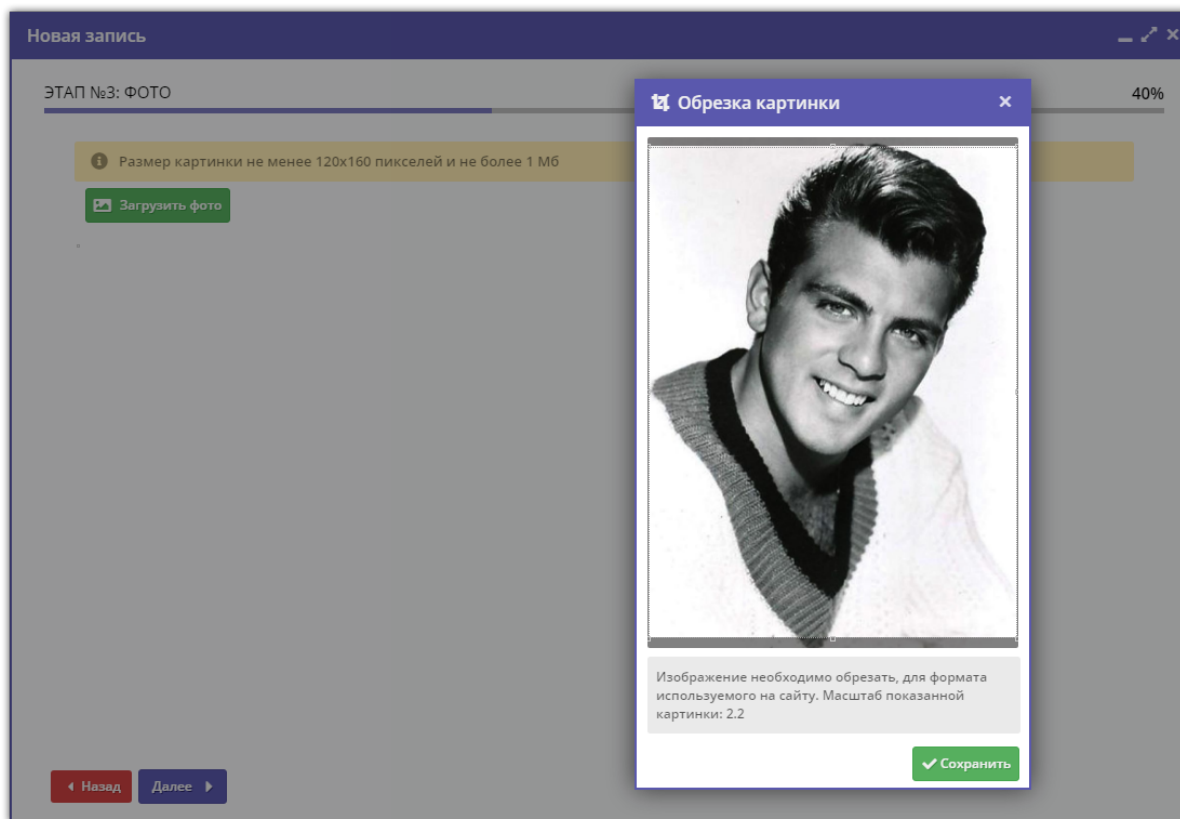 Новая запись
ЭТАП №3: ФОТО
40%
Размер картинки не менее 120x160 пикселей и не более 1 Мб
Загрузить фото
Обрезка картинки
Изображение необходимо обрезать, для формата
используемого на сайту. Масштаб показанной
картинки: 2.2
Сохранить
Назад
Далее